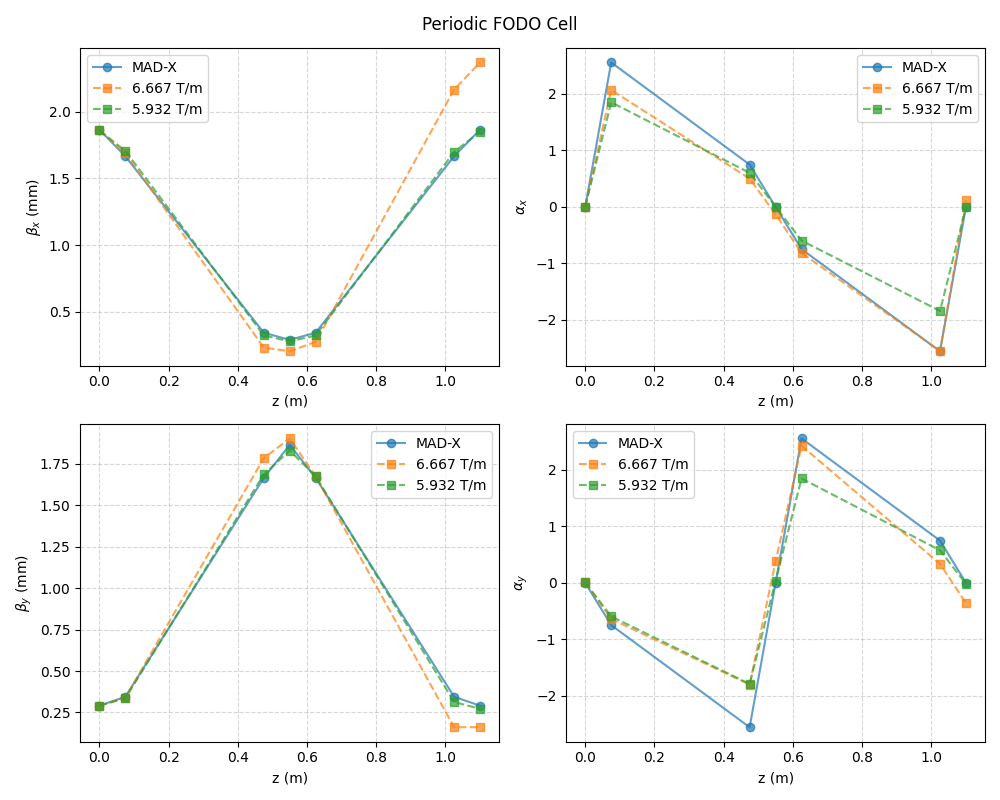 Periodic FODO Cell
MAD-X
6.667 T/m
5.932 T/m
2.0
1.5
1.0
0.5
βx (mm)
0.0 0.2 0.4 0.6 0.8 1.0
z (m)
MAD-X
6.667 T/m
5.932 T/m
2
1
0
−1
−2
αx
0.0 0.2 0.4 0.6 0.8 1.0
z (m)
MAD-X
6.667 T/m
5.932 T/m
1.75
1.50
1.25
1.00
0.75
0.50
0.25
βy (mm)
0.0 0.2 0.4 0.6 0.8 1.0
z (m)
MAD-X
6.667 T/m
5.932 T/m
2
1
0
−1
−2
αy
0.0 0.2 0.4 0.6 0.8 1.0
z (m)